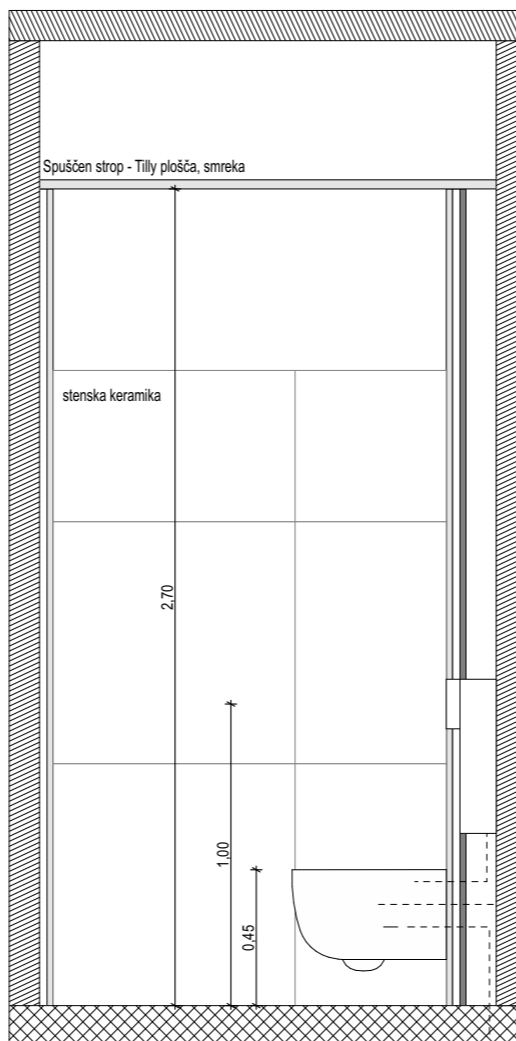 Spuščen strop - Tilly plošča, smreka
stenska keramika
2,70
1,00
0,45